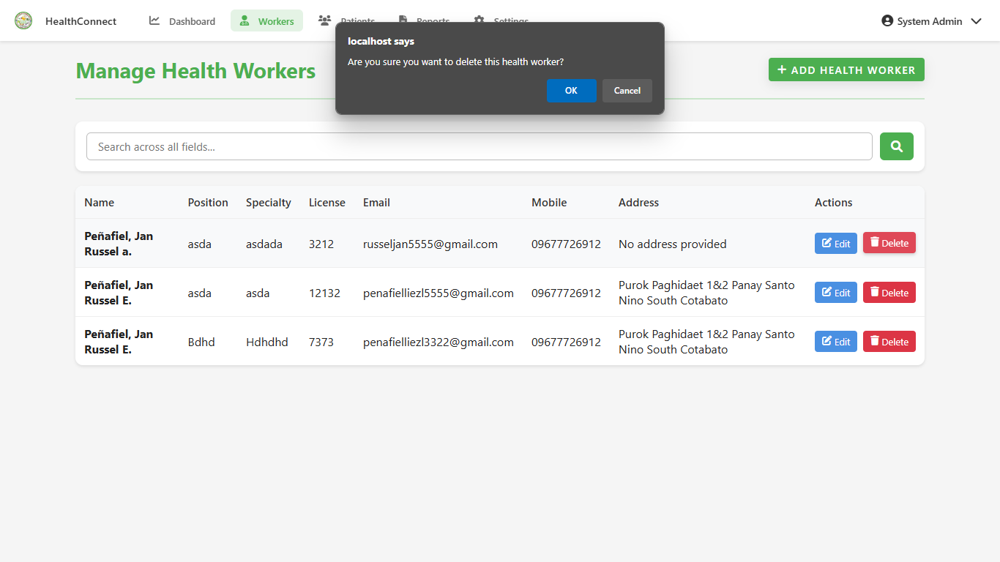 HealthConnect Dashboard Workers Patients Reports Settings System Admin
localhost says
Are you sure you want to delete this health worker?
OK Cancel
Manage Health Workers
+ ADD HEALTH WORKER
Search across all fields...
Name Position Specialty License Email Mobile Address Actions
Peñafiel, Jan
Russel a.
asda asdada 3212 russeljan5555@gmail.com 09677726912 No address provided Edit Delete
Peñafiel, Jan
Russel E.
asda asda 12132 penafielliezl5555@gmail.com 09677726912
Purok Paghidaet 1&2 Panay Santo
Nino South Cotabato
Edit Delete
Peñafiel, Jan
Russel E.
Bdhd Hdhdhd 7373 penafielliezl3322@gmail.com 09677726912
Purok Paghidaet 1&2 Panay Santo
Nino South Cotabato
Edit Delete